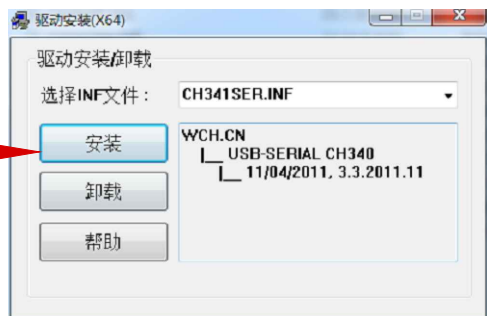 驱动安装(X64)
驱动安装/卸载
选择INF文件： CH341SER.INF
安装
卸载
帮助
WCH.CN
|__ USB-SERIAL CH340
|__ 11/04/2011, 3.3.2011.11